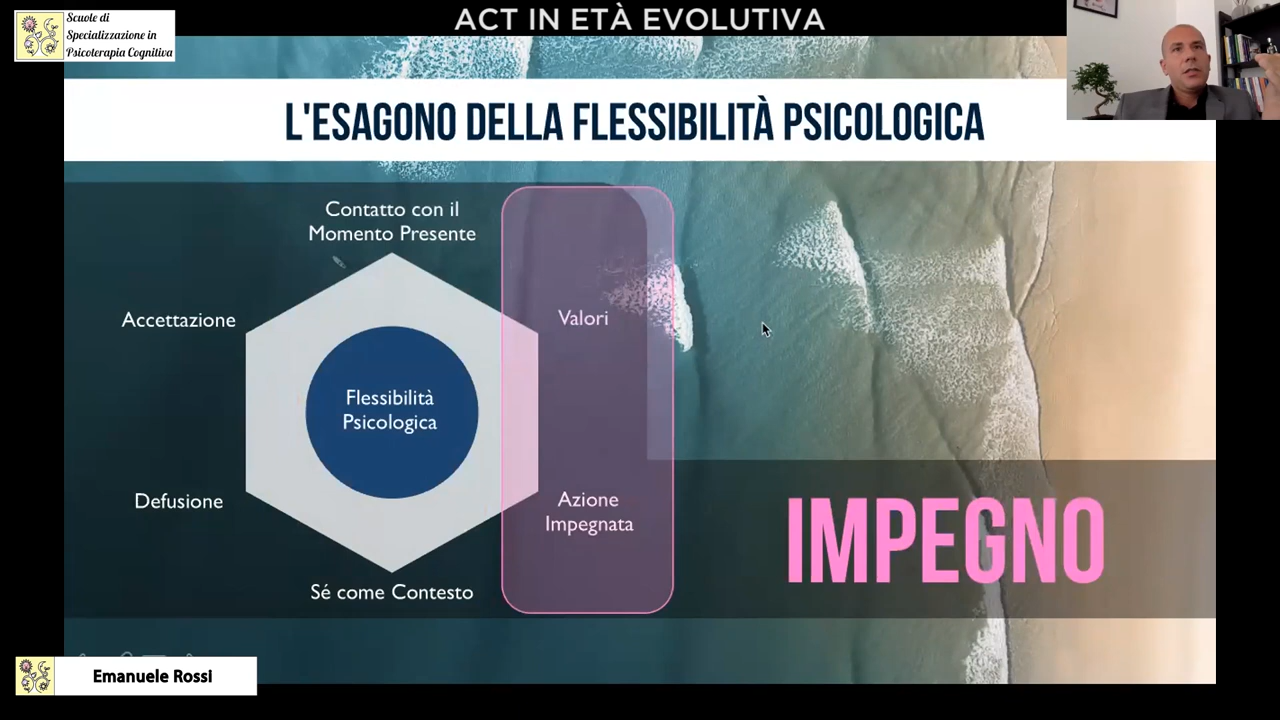 ACT IN ETÀ EVOLUTIVA
Scuole di
Specializzazione in
Psicoterapia Cognitiva
L'ESAGONO DELLA FLESSIBILITÀ PSICOLOGICA
Contatto con il
Momento Presente
Accettazione
Valori
Flessibilità
Psicologica
Defusione
Azione
Impegnata
IMPEGNO
Sé come Contesto
Emanuele Rossi